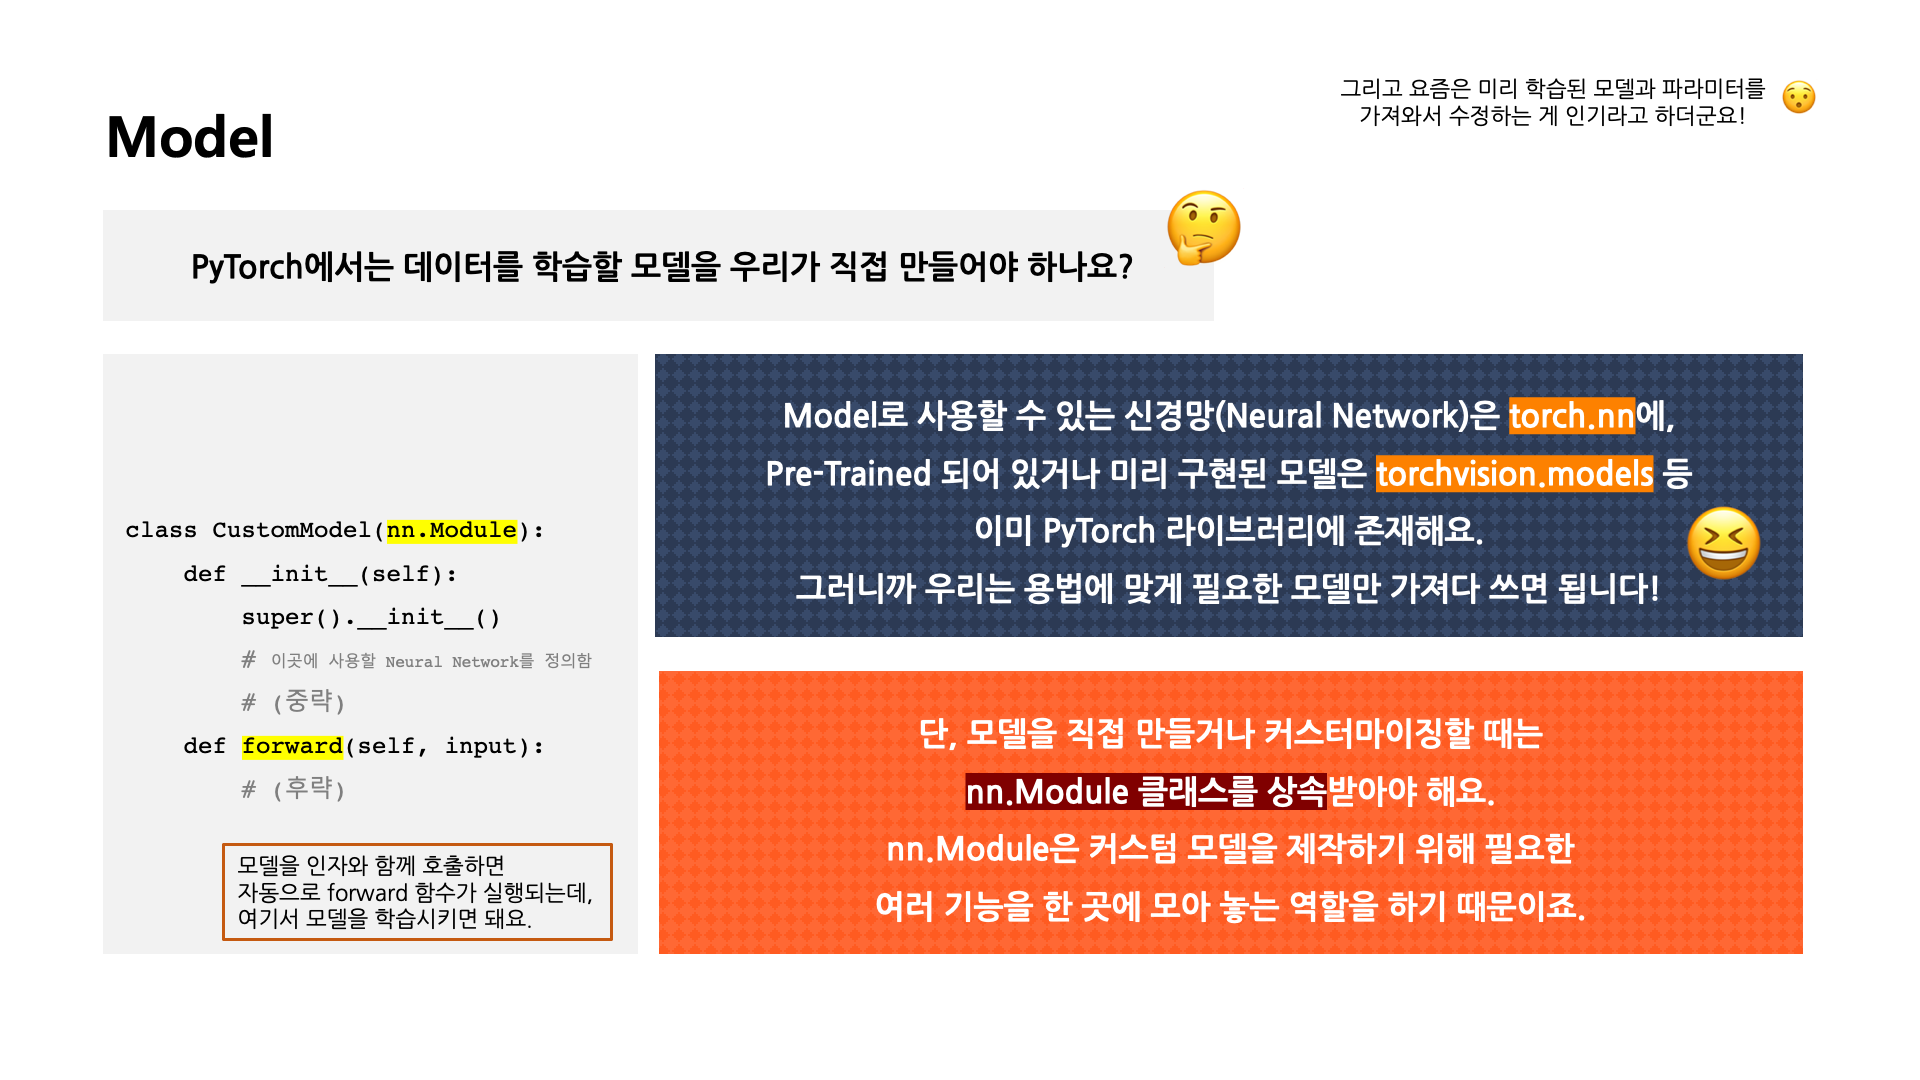 그리고 요즘은 미리 학습된 모델과 파라미터를
가져와서 수정하는 게 인기라고 하더군요!
Model
PyTorch에서는 데이터를 학습할 모델을 우리가 직접 만들어야 하나요?
class CustomModel(nn.Module):
def __init__(self):
super().__init__()
# 이곳에 사용할 Neural Network를 정의함
# (중략)
def forward(self, input):
# (후략)
모델을 인자와 함께 호출하면
자동으로 forward 함수가 실행되는데,
여기서 모델을 학습시키면 돼요.
Model로 사용할 수 있는 신경망(Neural Network)은 torch.nn에,
Pre-Trained 되어 있거나 미리 구현된 모델은 torchvision.models 등
이미 PyTorch 라이브러리에 존재해요.
그러니까 우리는 용법에 맞게 필요한 모델만 가져다 쓰면 됩니다!
단, 모델을 직접 만들거나 커스터마이징할 때는
nn.Module 클래스를 상속받아야 해요.
nn.Module은 커스텀 모델을 제작하기 위해 필요한
여러 기능을 한 곳에 모아 놓는 역할을 하기 때문이죠.